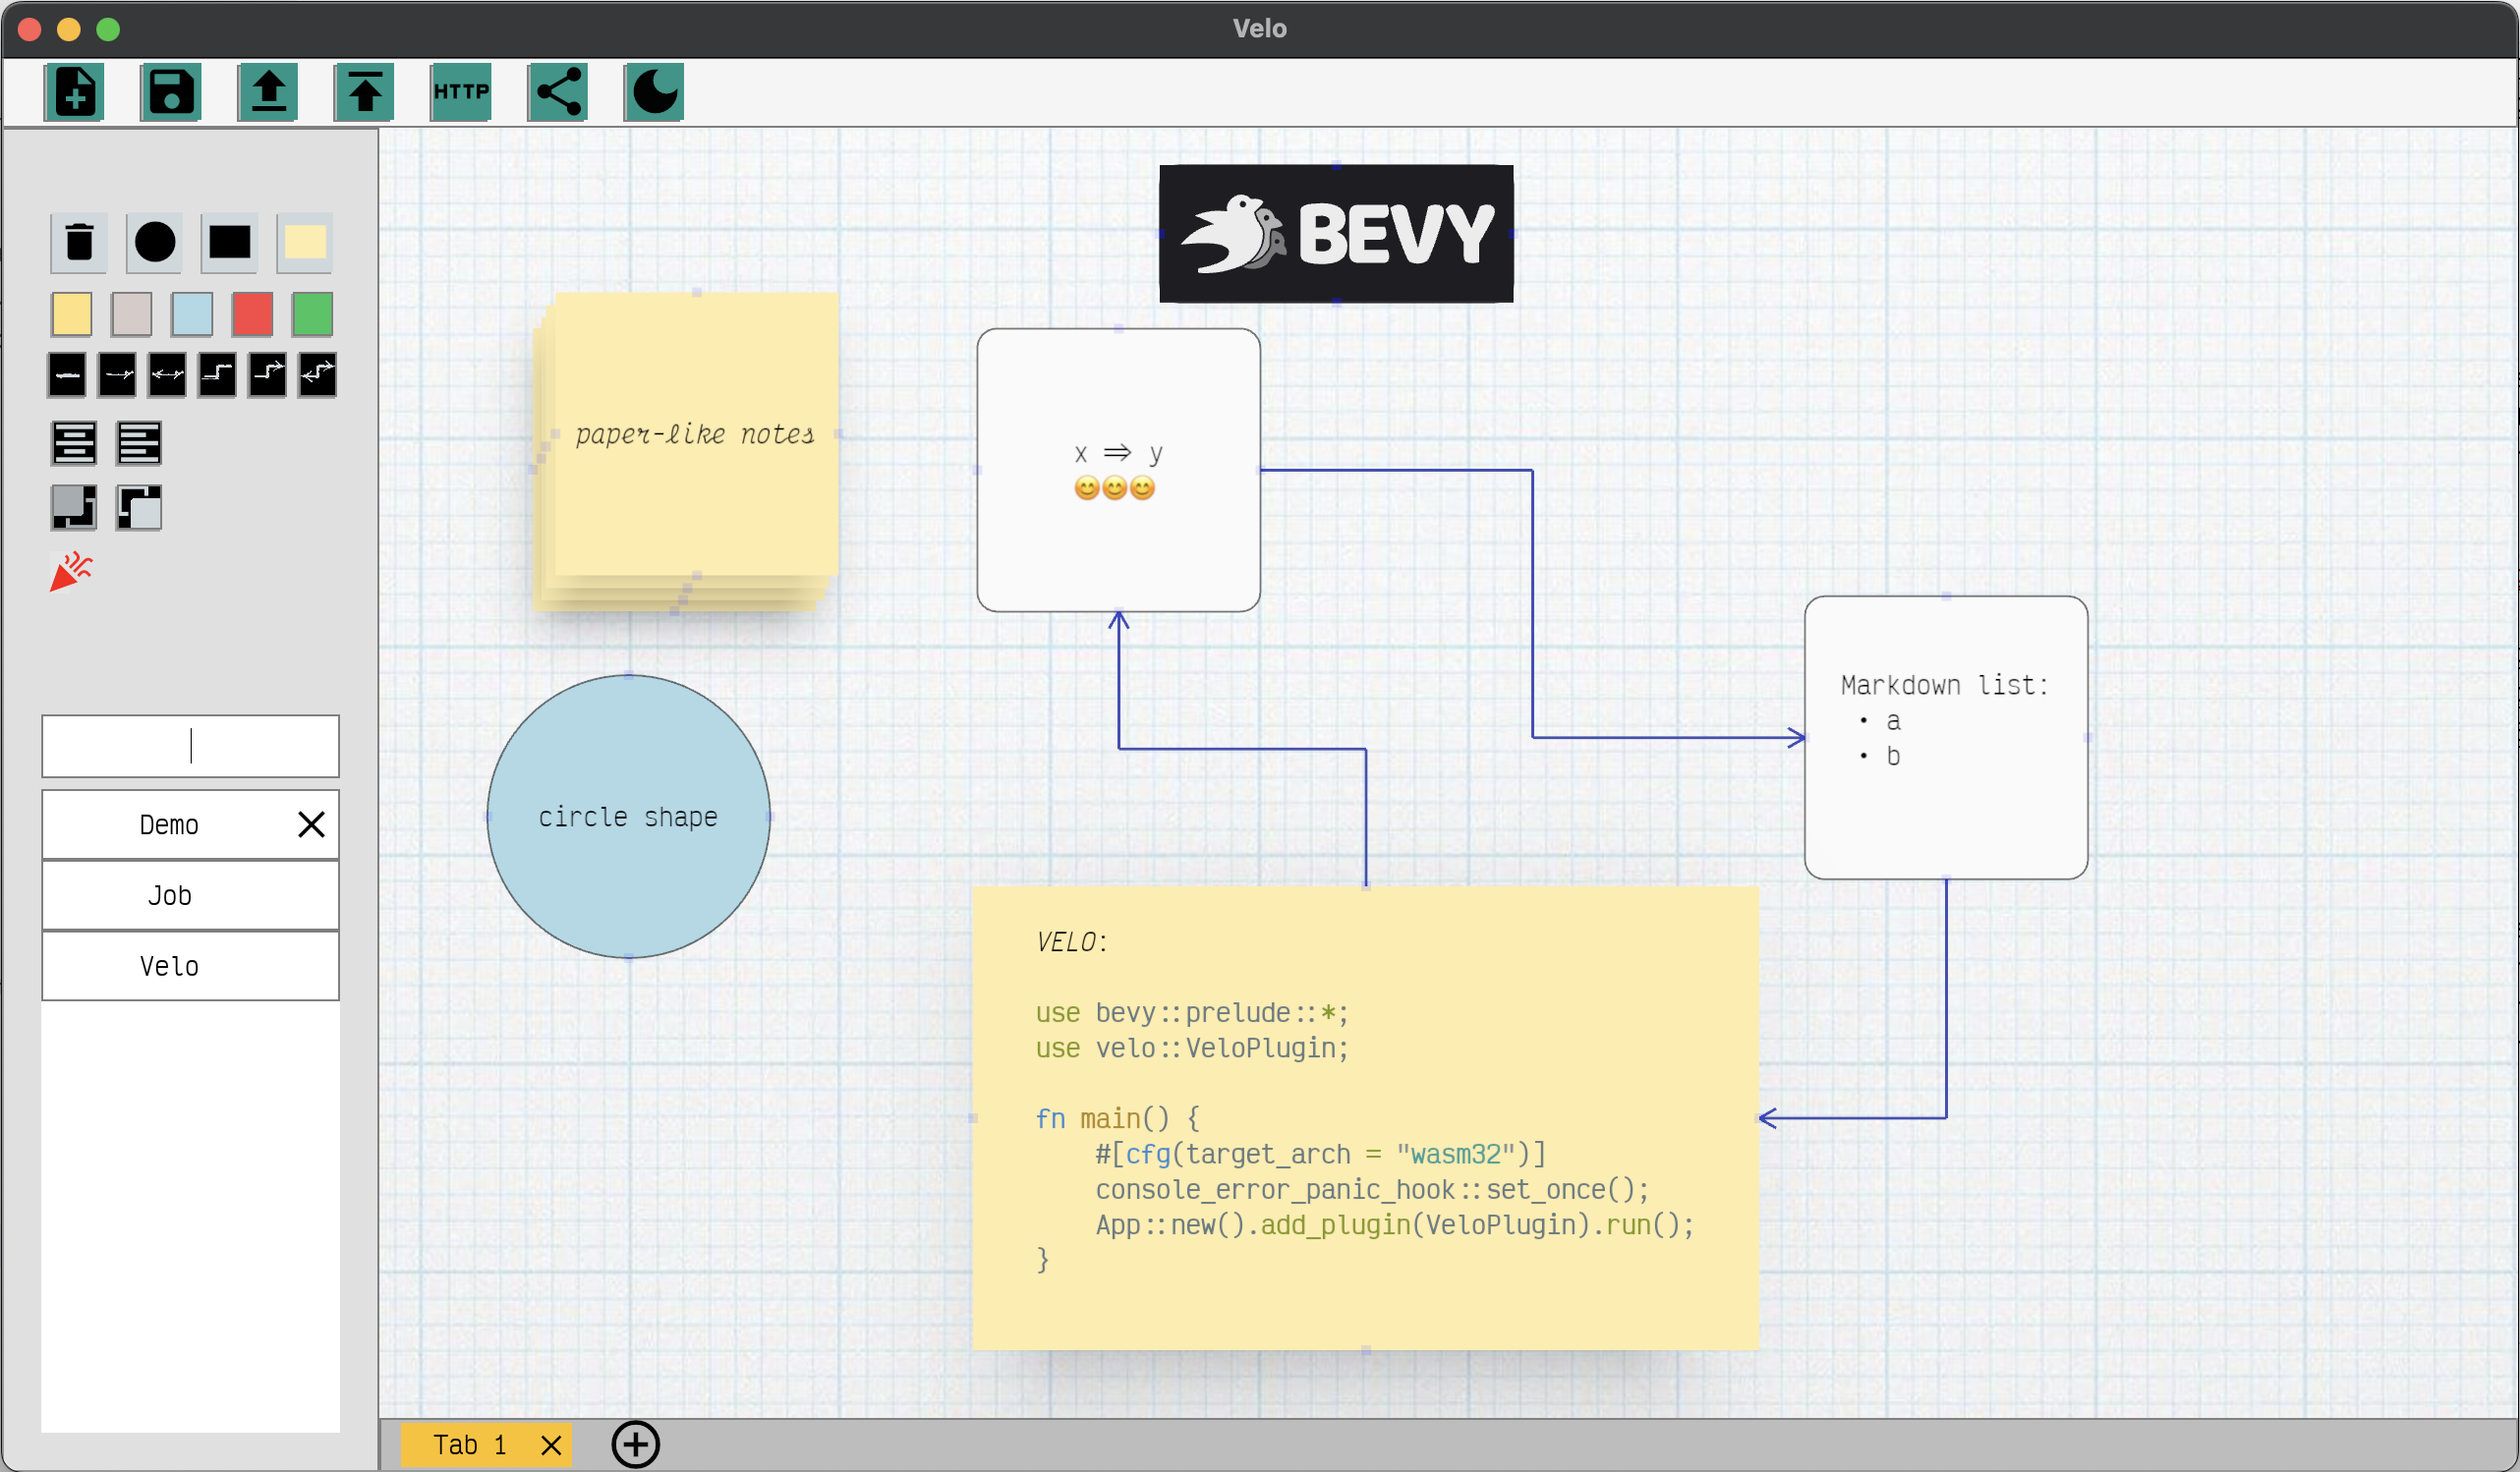 Velo
HTTP
BEVY
paper-like notes
x ⇒ y
😊😊😊
Markdown list:
• a
• b
circle shape
Demo
Job
Velo
VELO:
use bevy::prelude::*;
use velo::VeloPlugin;
fn main() {
    #[cfg(target_arch = "wasm32")]
    console_error_panic_hook::set_once();
    App::new().add_plugin(VeloPlugin).run();
}
Tab 1